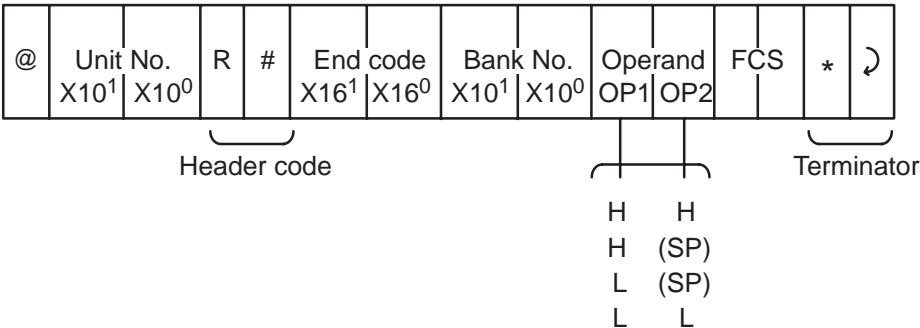 @ Unit No. R # End code Bank No. Operand FCS * ⤸
X10¹ X10⁰ X16¹ X16⁰ X10¹ X10⁰ OP1 OP2
Header code Terminator
H H
H (SP)
L (SP)
L L